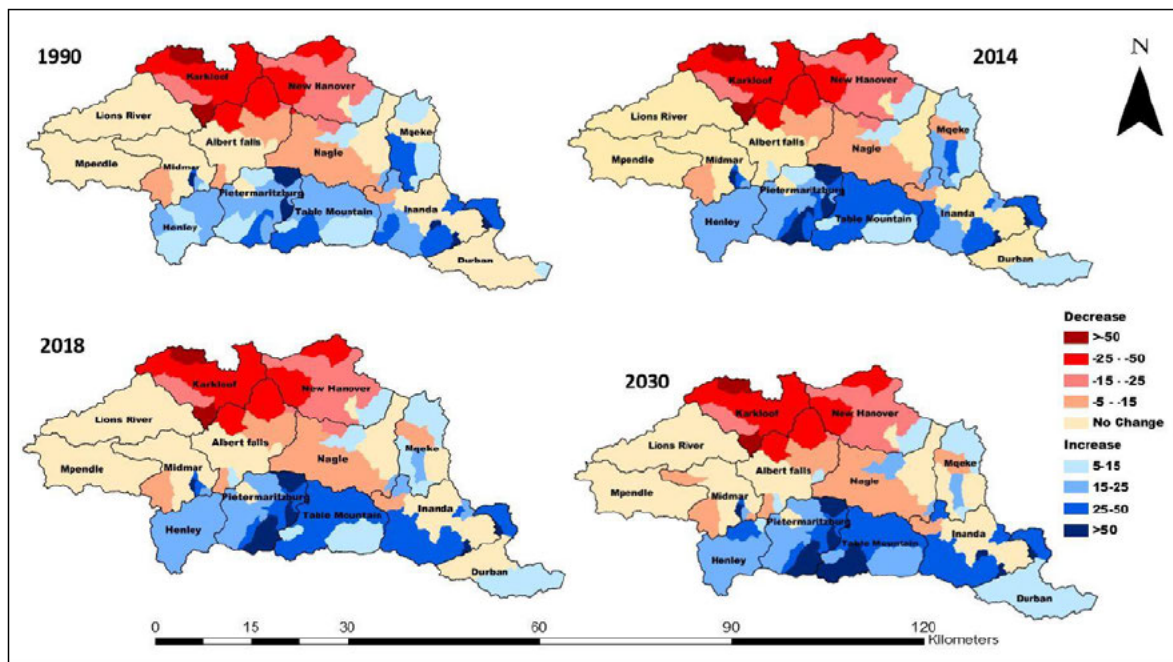 1990
Karkloof
New Hanover
Lions River
Albert falls
Mqeke
Mpendle
Midmar
Nagle
Pietermaritzburg
Table Mountain
Inanda
Henley
Durban
2014
Karkloof
New Hanover
Lions River
Albert falls
Mqeke
Mpendle
Midmar
Nagle
Pietermaritzburg
Table Mountain
Inanda
Henley
Durban
N
2018
Karkloof
New Hanover
Lions River
Albert falls
Mqeke
Mpendle
Midmar
Nagle
Pietermaritzburg
Table Mountain
Inanda
Henley
Durban
2030
Karkloof
New Hanover
Lions River
Albert falls
Mqeke
Mpendle
Midmar
Nagle
Pietermaritzburg
Table Mountain
Inanda
Henley
Durban
Decrease
>-50
-25 - -50
-15 - -25
-5 - -15
No Change
Increase
5-15
15-25
25-50
>50
0 15 30 60 90 120
Kilometers